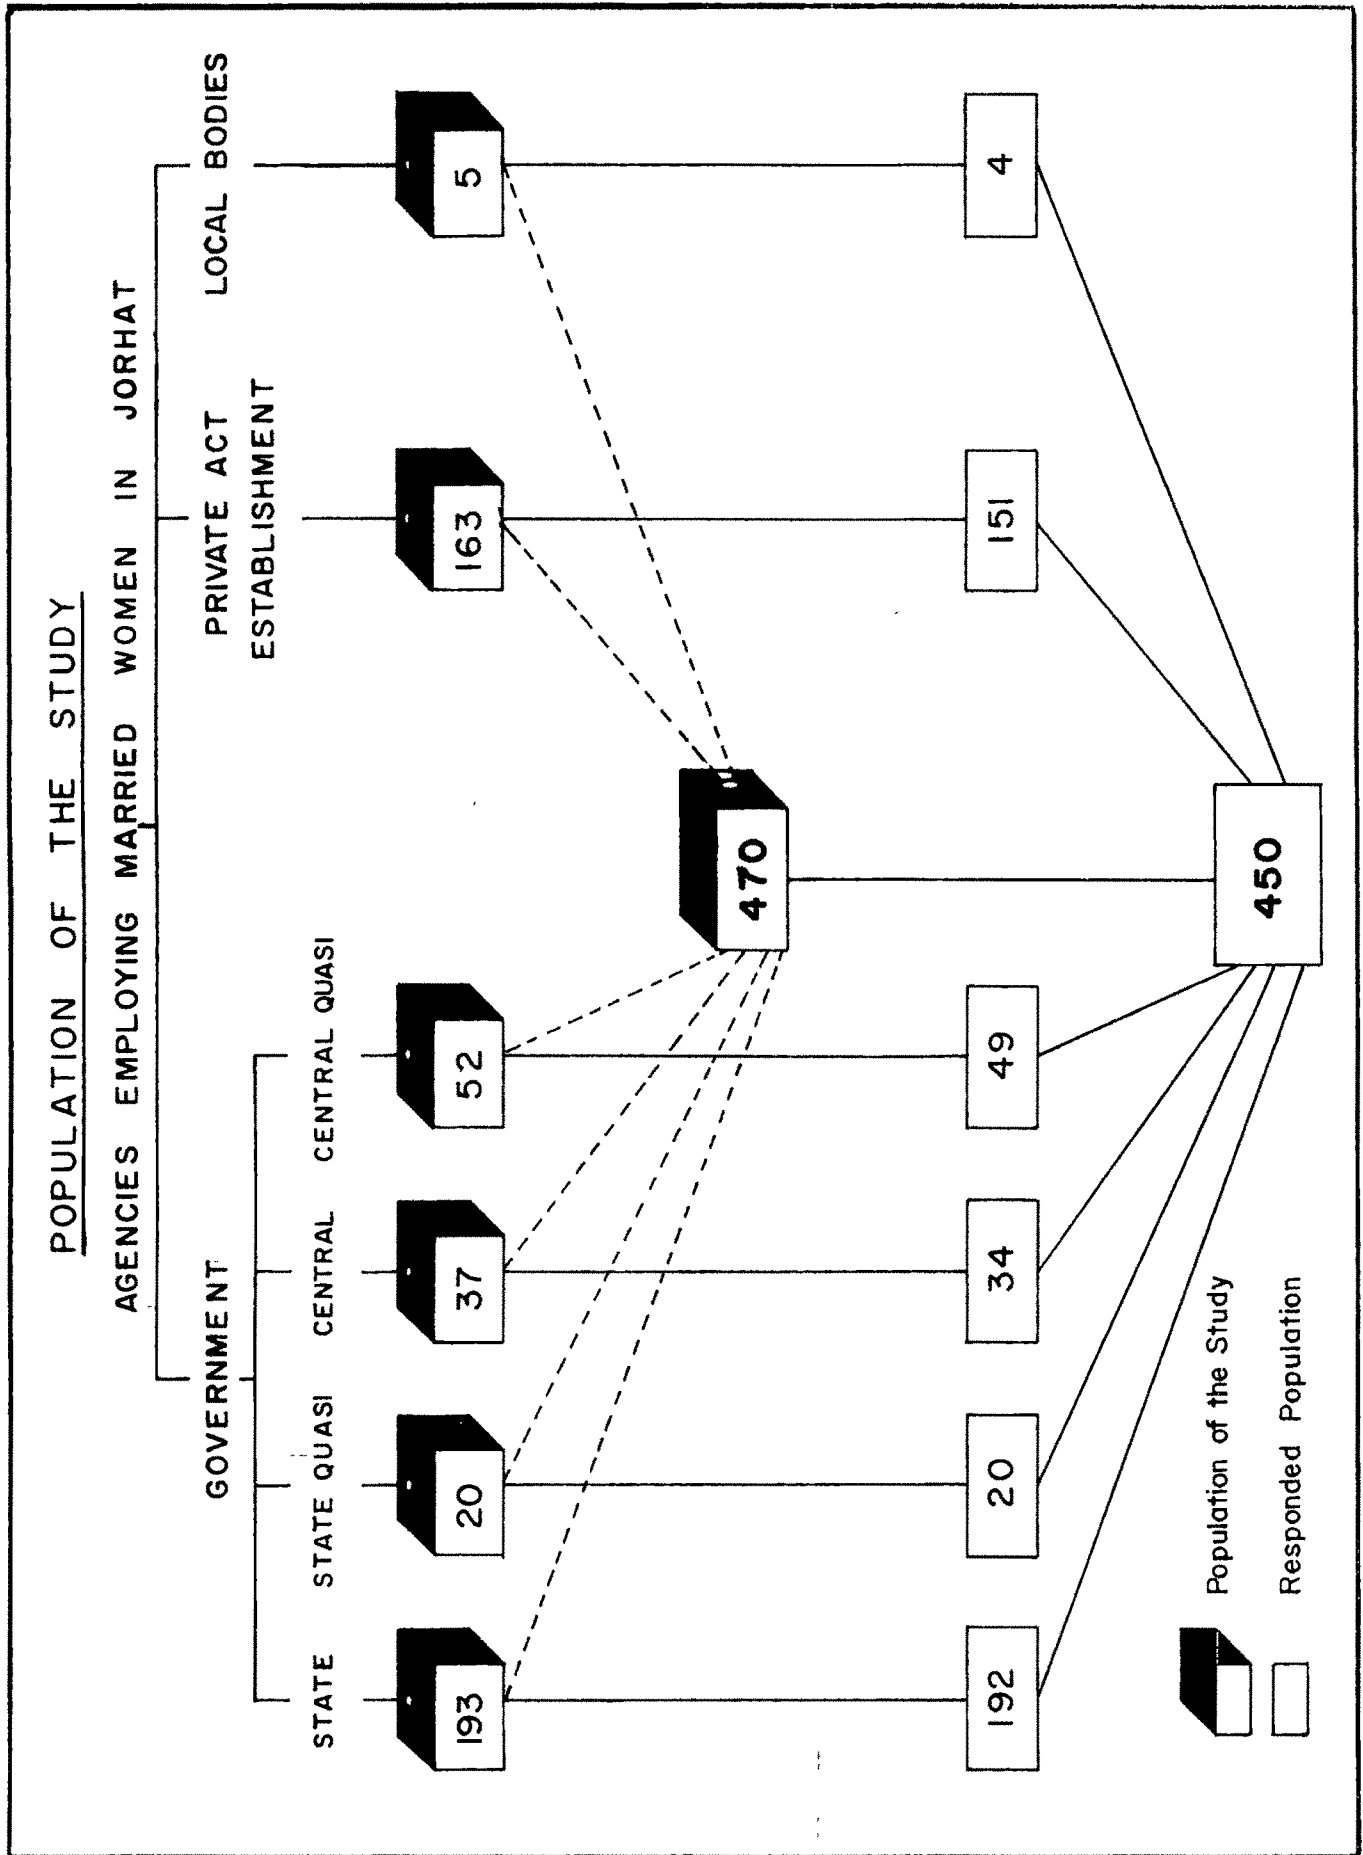 POPULATION OF THE STUDY
AGENCIES EMPLOYING MARRIED WOMEN IN JORHAT
GOVERNMENT
PRIVATE ACT
ESTABLISHMENT
LOCAL BODIES
STATE
STATE QUASI
CENTRAL
CENTRAL QUASI
193
20
37
52
163
5
470
192
20
34
49
151
4
450
Population of the Study
Responded Population